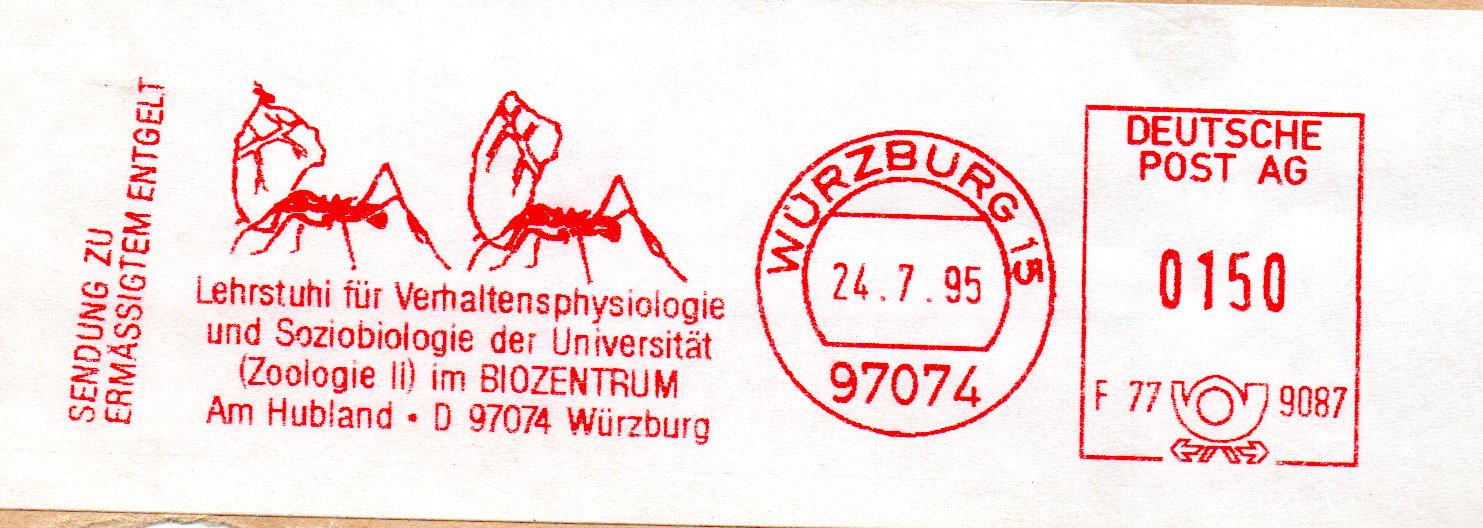 SENDUNG ZU
ERMÄSSIGTEM ENTGELT
Lehrstuhl für Verhaltensphysiologie
und Soziobiologie der Universität
(Zoologie II) im BIOZENTRUM
Am Hubland • D 97074 Würzburg
WÜRZBURG 15
24.7.95
97074
DEUTSCHE
POST AG
0150
F 77 9087